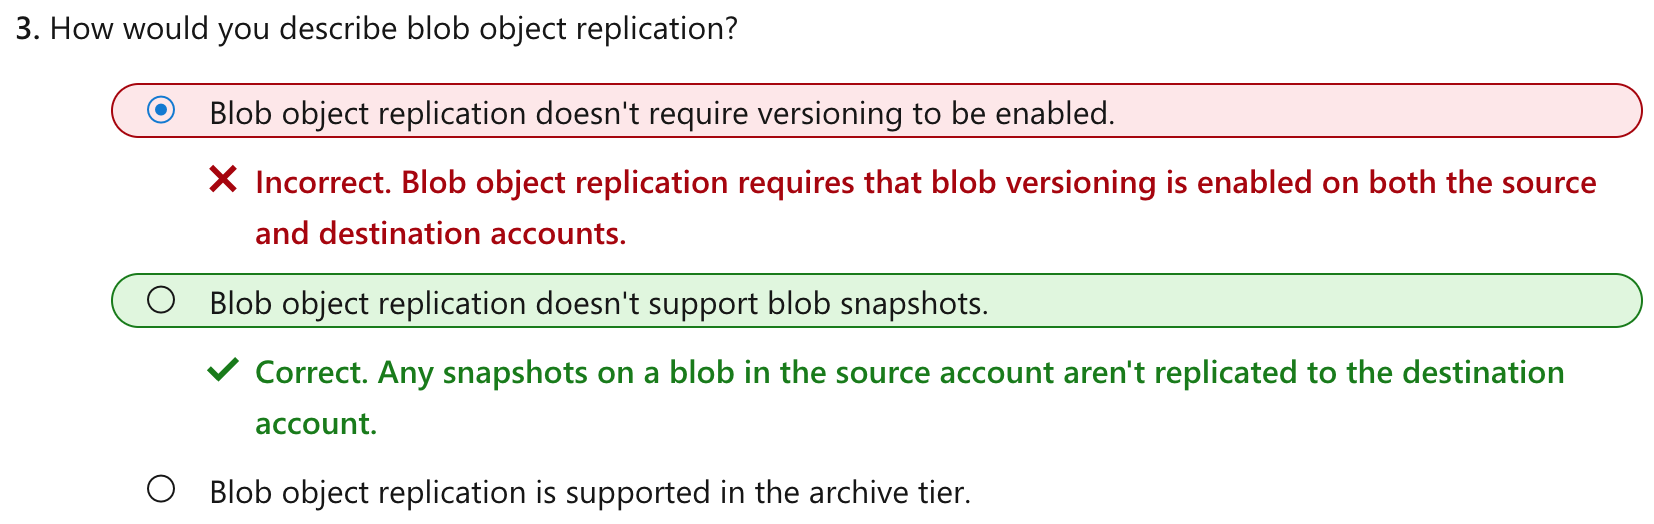 3. How would you describe blob object replication?
Blob object replication doesn't require versioning to be enabled.
Incorrect. Blob object replication requires that blob versioning is enabled on both the source
and destination accounts.
Blob object replication doesn't support blob snapshots.
Correct. Any snapshots on a blob in the source account aren't replicated to the destination
account.
Blob object replication is supported in the archive tier.